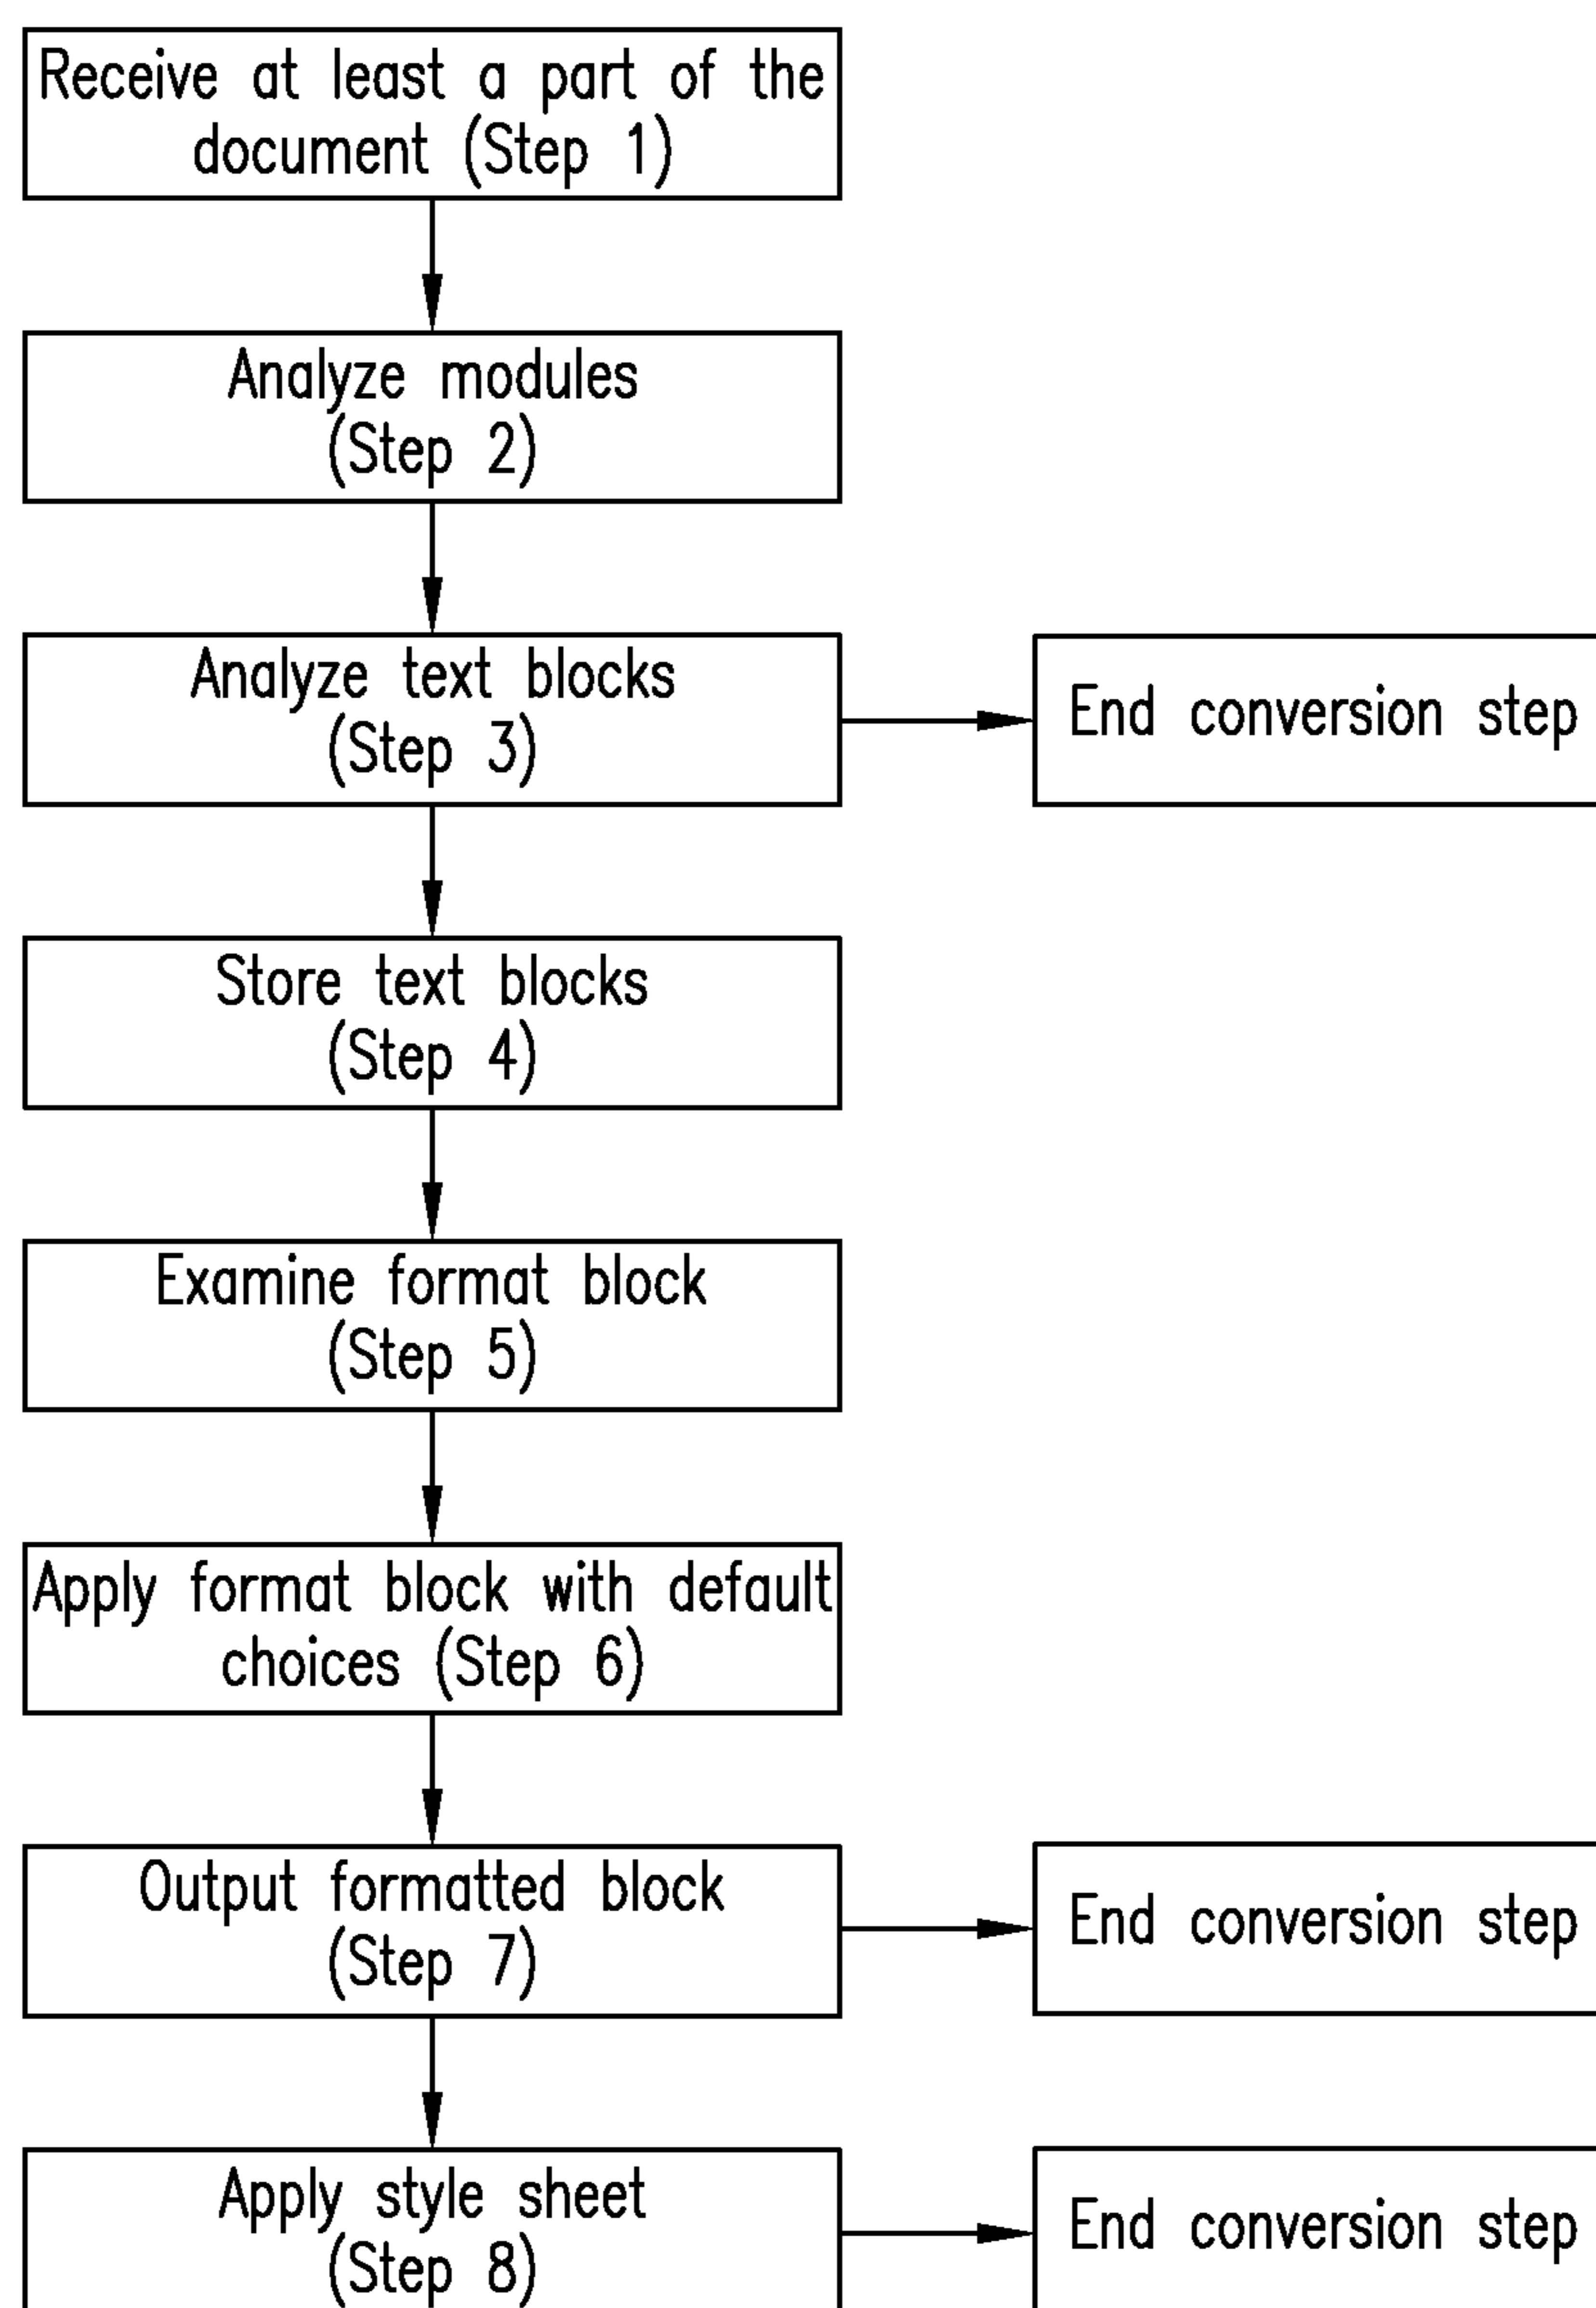 Receive at least a part of the
document (Step 1)
Analyze modules
(Step 2)
Analyze text blocks
(Step 3)
End conversion step
Store text blocks
(Step 4)
Examine format block
(Step 5)
Apply format block with default
choices (Step 6)
Output formatted block
(Step 7)
End conversion step
Apply style sheet
(Step 8)
End conversion step